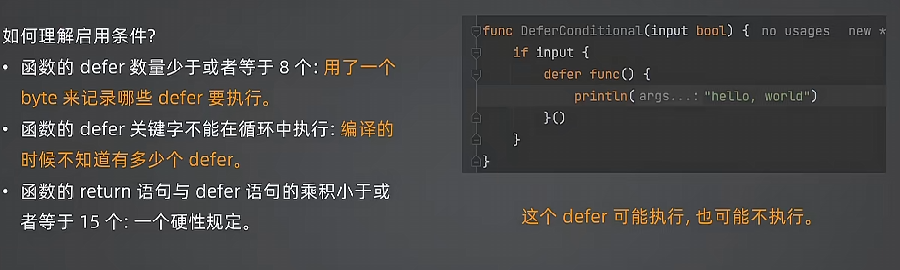 如何理解启用条件?
• 函数的 defer 数量少于或者等于 8 个: 用了一个
byte 来记录哪些 defer 要执行。
• 函数的 defer 关键字不能在循环中执行: 编译的
时候不知道有多少个 defer。
• 函数的 return 语句与 defer 语句的乘积小于或
者等于 15 个: 一个硬性规定。
func DeferConditional(input bool) { no usages new *
if input {
defer func() {
println( args...: "hello, world")
}()
}
}
这个 defer 可能执行, 也可能不执行。